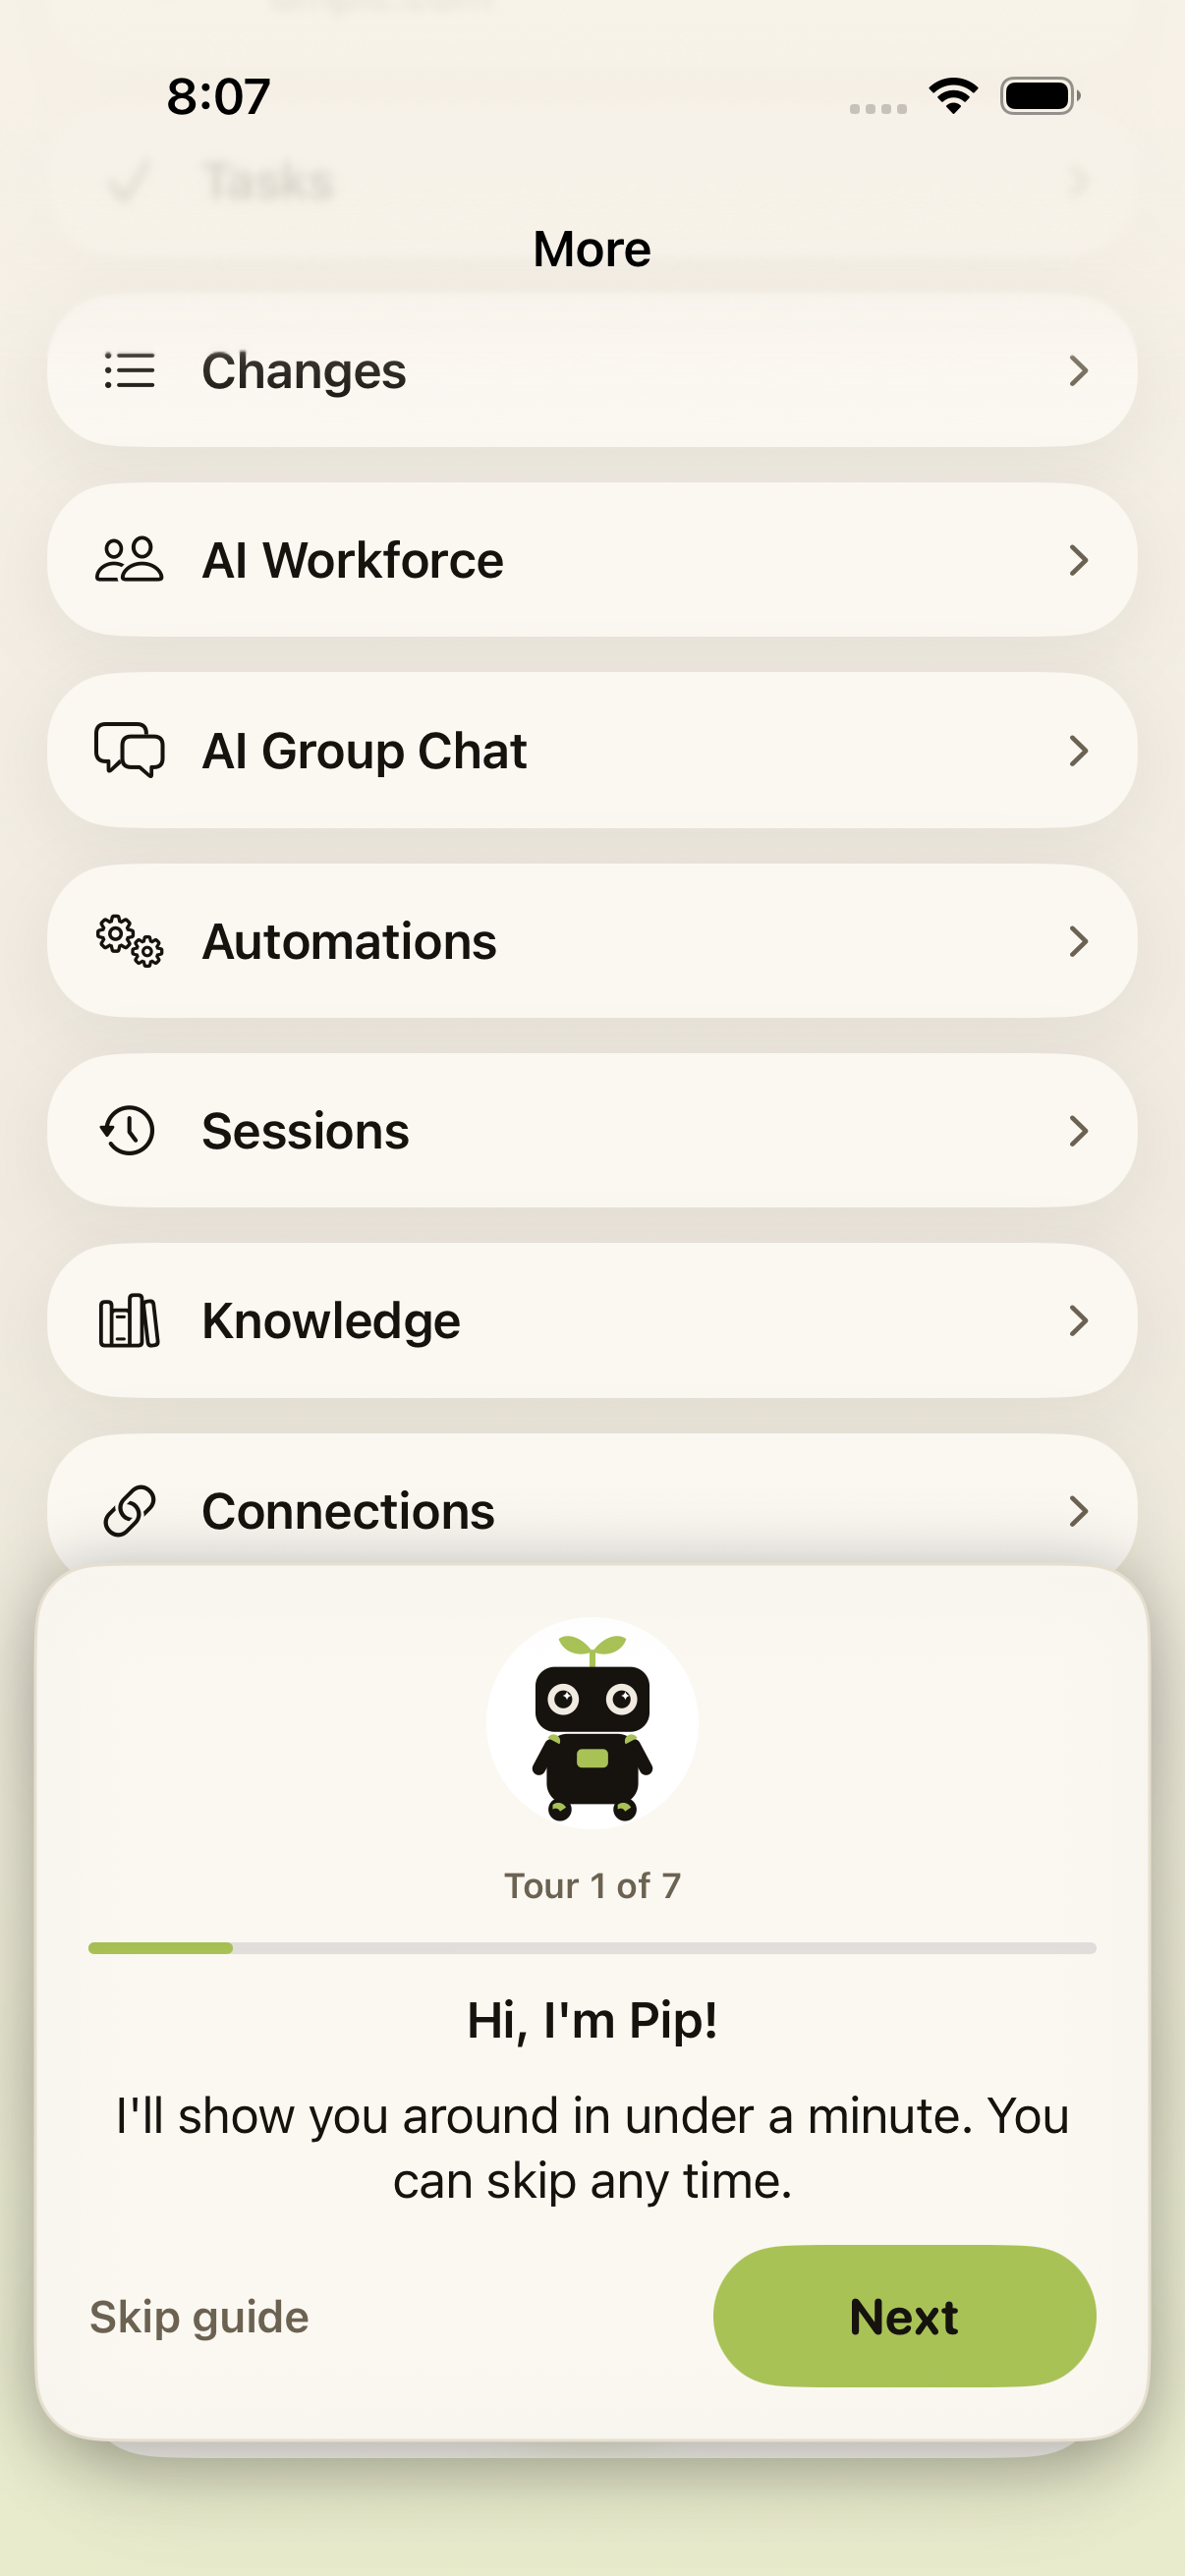 8:07
Tasks
More
Changes
AI Workforce
AI Group Chat
Automations
Sessions
Knowledge
Connections
Tour 1 of 7
Hi, I'm Pip!
I'll show you around in under a minute. You
can skip any time.
Skip guide
Next